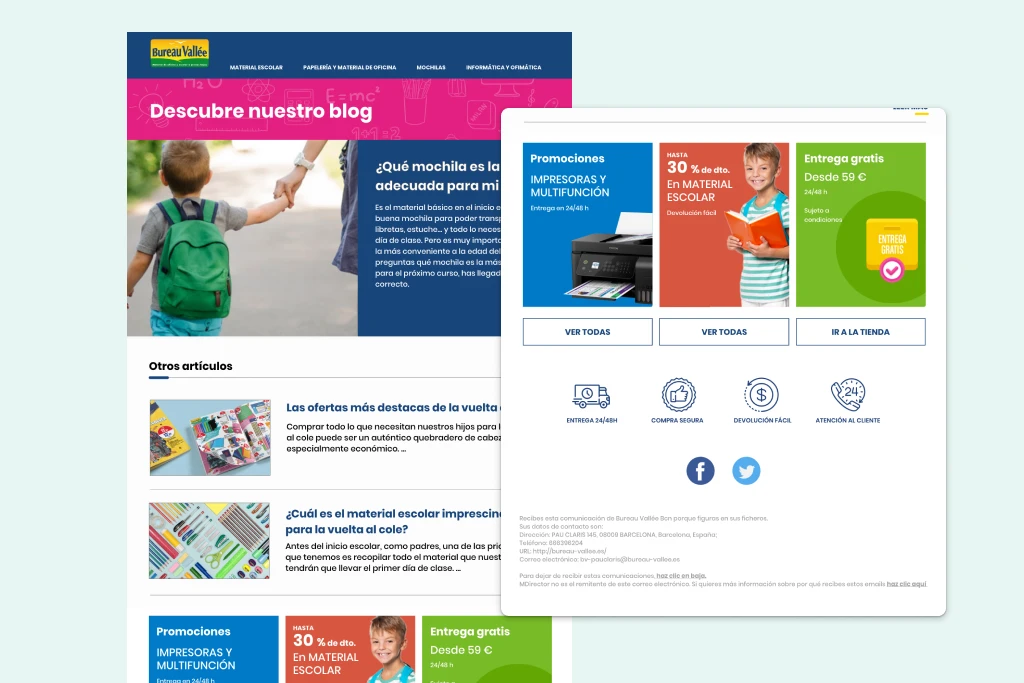 Bureau Vallée
MATERIAL ESCOLAR
PAPELERÍA Y MATERIAL DE OFICINA
MOCHILAS
INFORMÁTICA Y OFIMÁTICA
H₂O
E=mc²
1+1=2
Descubre nuestro blog
¿Qué mochila es la
adecuada para mi
Es el material básico en el inicio
buena mochila para poder
libretas, estuche... y todo lo
día de clase. Pero es muy
la más conveniente a la edad del
preguntas qué mochila es la
para el próximo curso, has
correcto.
Otros artículos
Las ofertas más destacas de la vuelta
Comprar todo lo que necesitan nuestros hijos para
al cole puede ser un auténtico quebradero de
especialmente económico. ...
¿Cuál es el material escolar
para la vuelta al cole?
Antes del inicio escolar, como padres, una de las
que tenemos es recopilar todo el material que
tendrán que llevar el primer día de clase. ...
Promociones
IMPRESORAS Y
MULTIFUNCIÓN
Entrega en 24/48 h
HASTA
30 % de dto.
En MATERIAL
ESCOLAR
Entrega gratis
Desde 59 €
24/48 h
Promociones
IMPRESORAS Y
MULTIFUNCIÓN
Entrega en 24/48 h
HASTA
30 % de dto.
En MATERIAL
ESCOLAR
Devolución fácil
Entrega gratis
Desde 59 €
24/48 h
Sujeto a
condiciones
ENTREGA
GRATIS
VER TODAS
VER TODAS
IR A LA TIENDA
24
ENTREGA 24/48H
COMPRA SEGURA
DEVOLUCIÓN FÁCIL
ATENCIÓN AL CLIENTE
Recibes esta comunicación de Bureau Vallée Bcn porque figuras en sus ficheros.
Sus datos de contacto son:
Dirección: PAU CLARIS 145, 08009 BARCELONA, Barcelona, España;
Teléfono: 666396204
URL: http://bureau-vallee.es/
Correo electrónico: bv-pauclaris@bureau-vallee.es
Para dejar de recibir estas comunicaciones, haz clic en baja.
MDirector no es el remitente de este correo electrónico. Si quieres más información sobre por qué recibes estos emails haz clic aquí